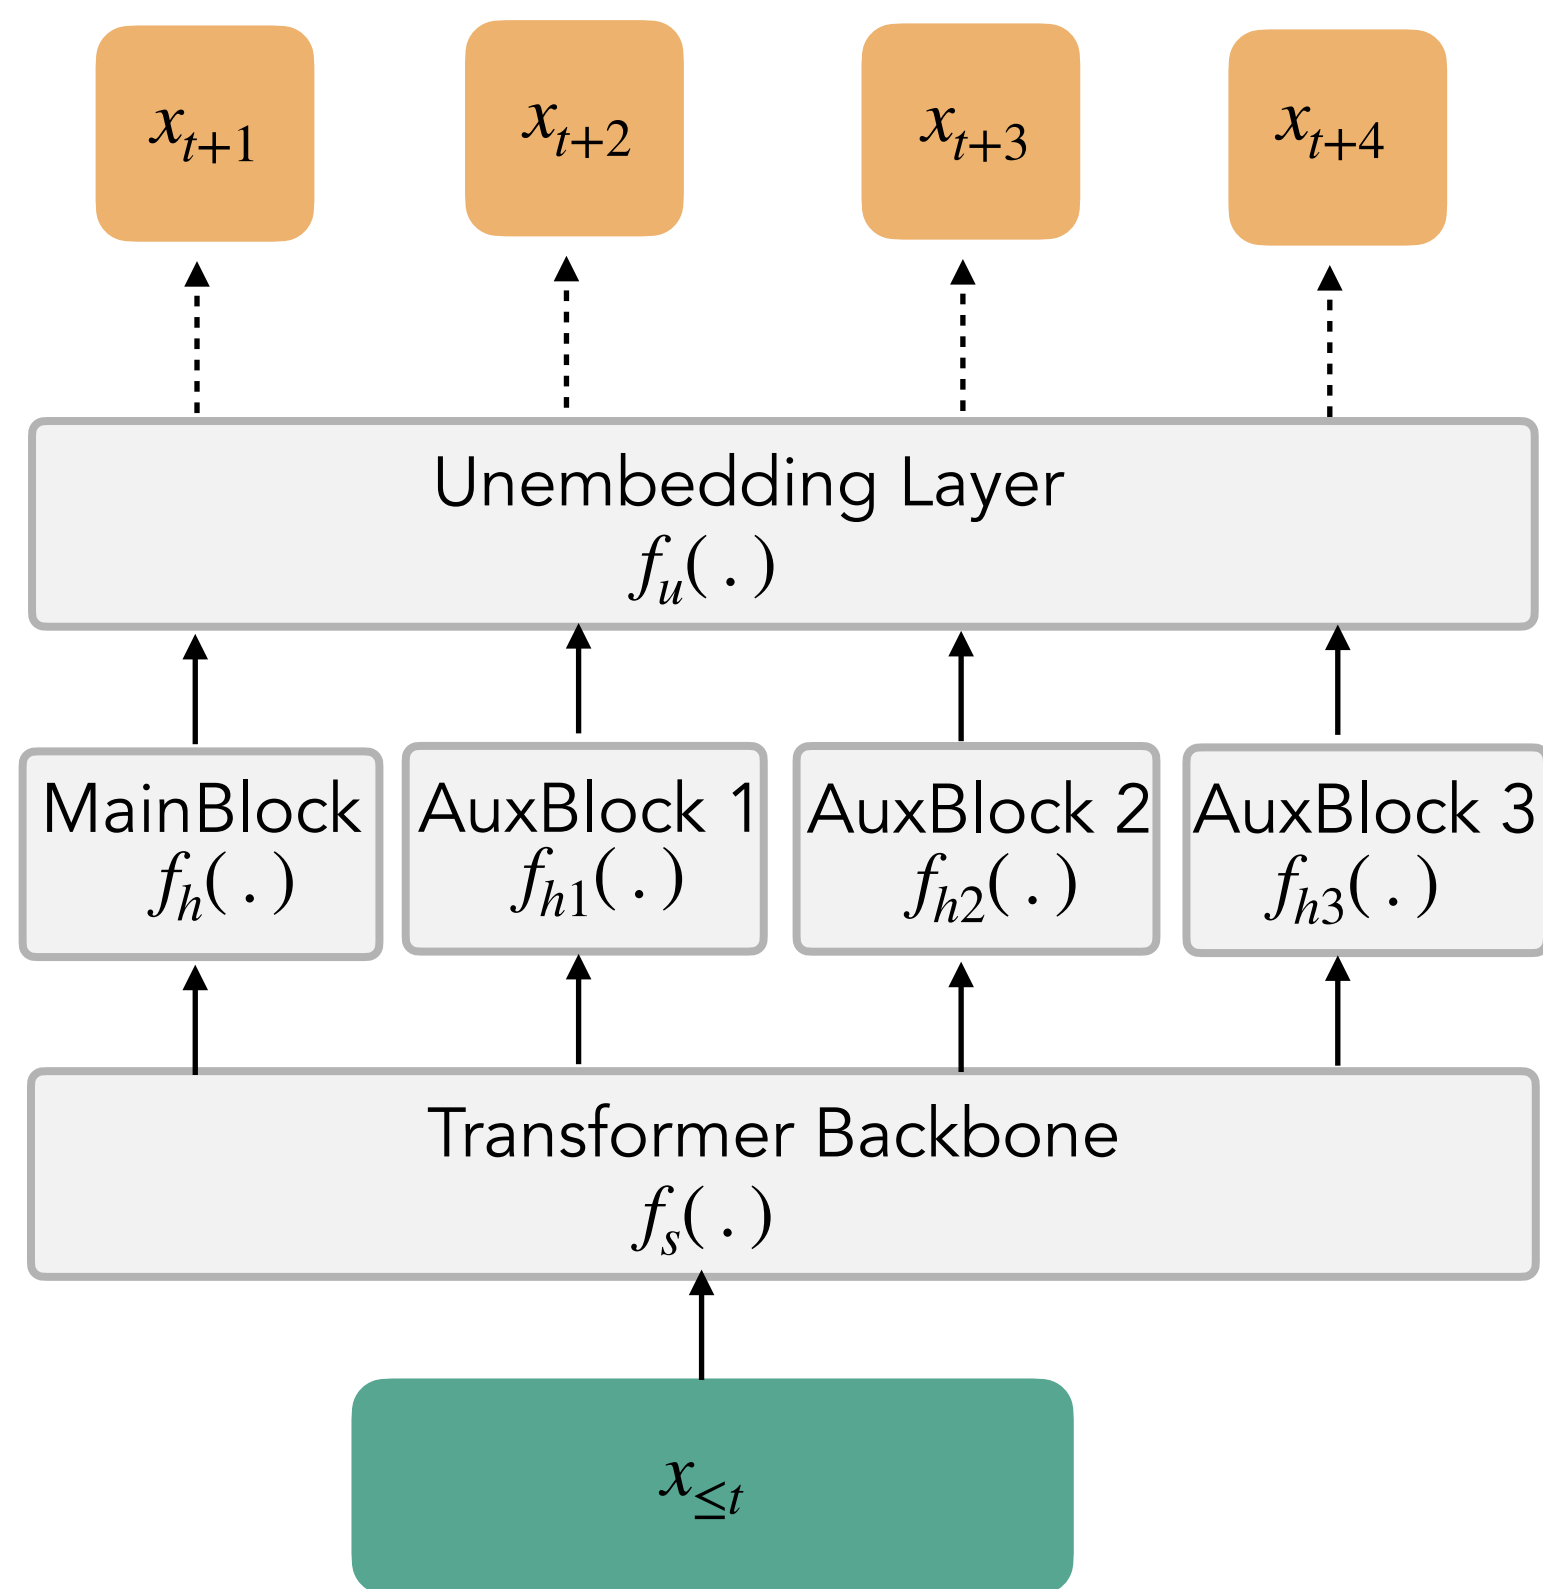 x_{t+1} x_{t+2} x_{t+3} x_{t+4}
Unembedding Layer
f_u(.)
MainBlock AuxBlock 1 AuxBlock 2 AuxBlock 3
f_h(.) f_{h1}(.) f_{h2}(.) f_{h3}(.)
Transformer Backbone
f_s(.)
x_{≤t}